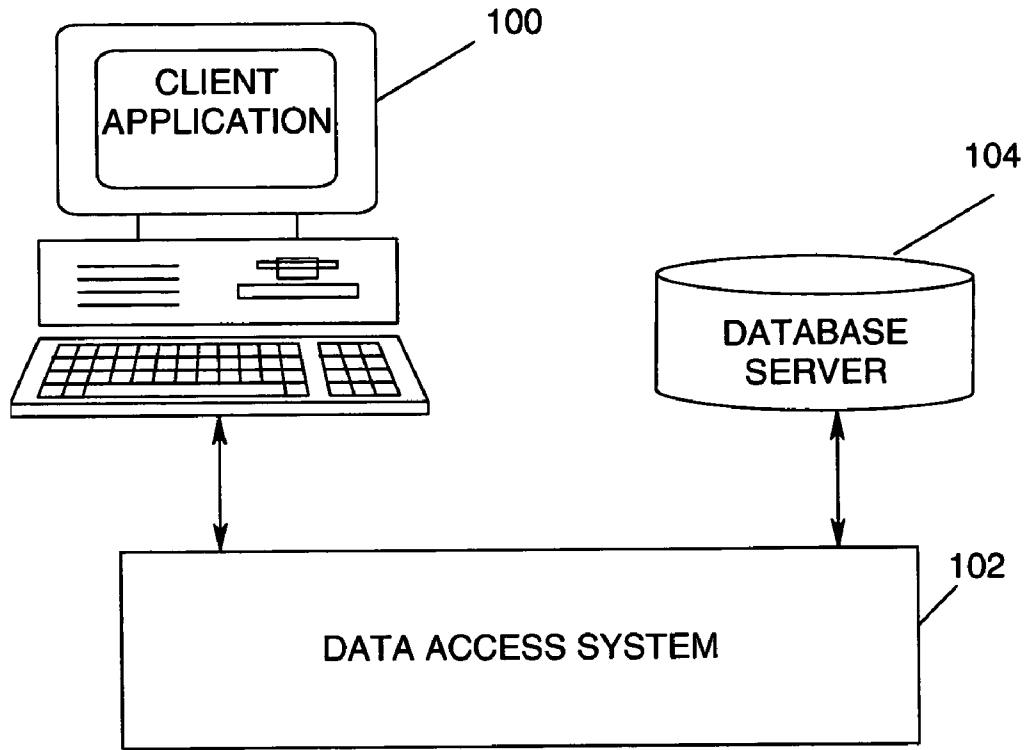 100
CLIENT
APPLICATION
104
DATABASE
SERVER
102
DATA ACCESS SYSTEM